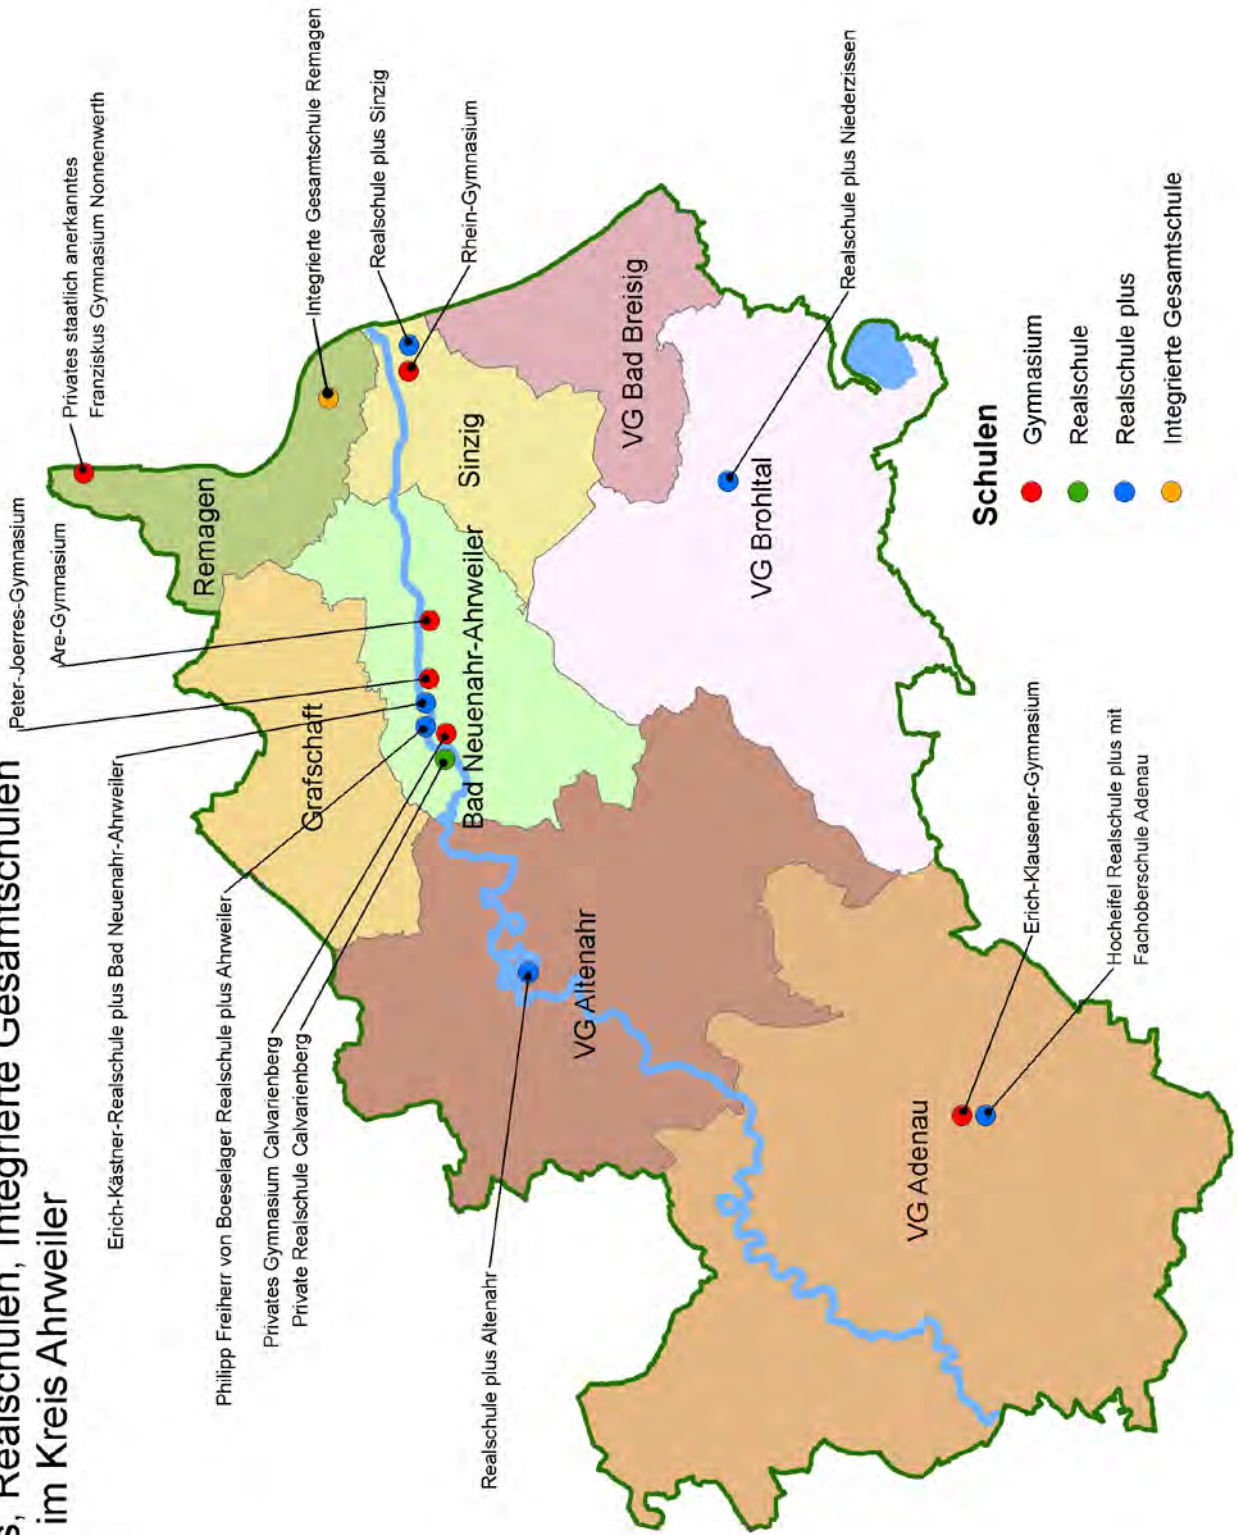 , Realschulen, Integrierte Gesamtschulen
im Kreis Ahrweiler
Privates staatlich anerkanntes
Franziskus Gymnasium Nonnenwerth
Peter-Joerres-Gymnasium
Are-Gymnasium
Erich-Kästner-Realschule plus Bad Neuenahr-Ahrweiler
Philipp Freiherr von Boeselager Realschule plus Ahrweiler
Privates Gymnasium Calvarienberg
Private Realschule Calvarienberg
Realschule plus Altenahr
Integrierte Gesamtschule Remagen
Realschule plus Sinzig
Rhein-Gymnasium
Realschule plus Niederzissen
Remagen
Grafschaft
Sinzig
Bad Neuenahr-Ahrweiler
VG Bad Breisig
VG Altenahr
VG Brohltal
VG Adenau
Erich-Klausener-Gymnasium
Hocheifel Realschule plus mit
Fachoberschule Adenau
Schulen
Gymnasium
Realschule
Realschule plus
Integrierte Gesamtschule